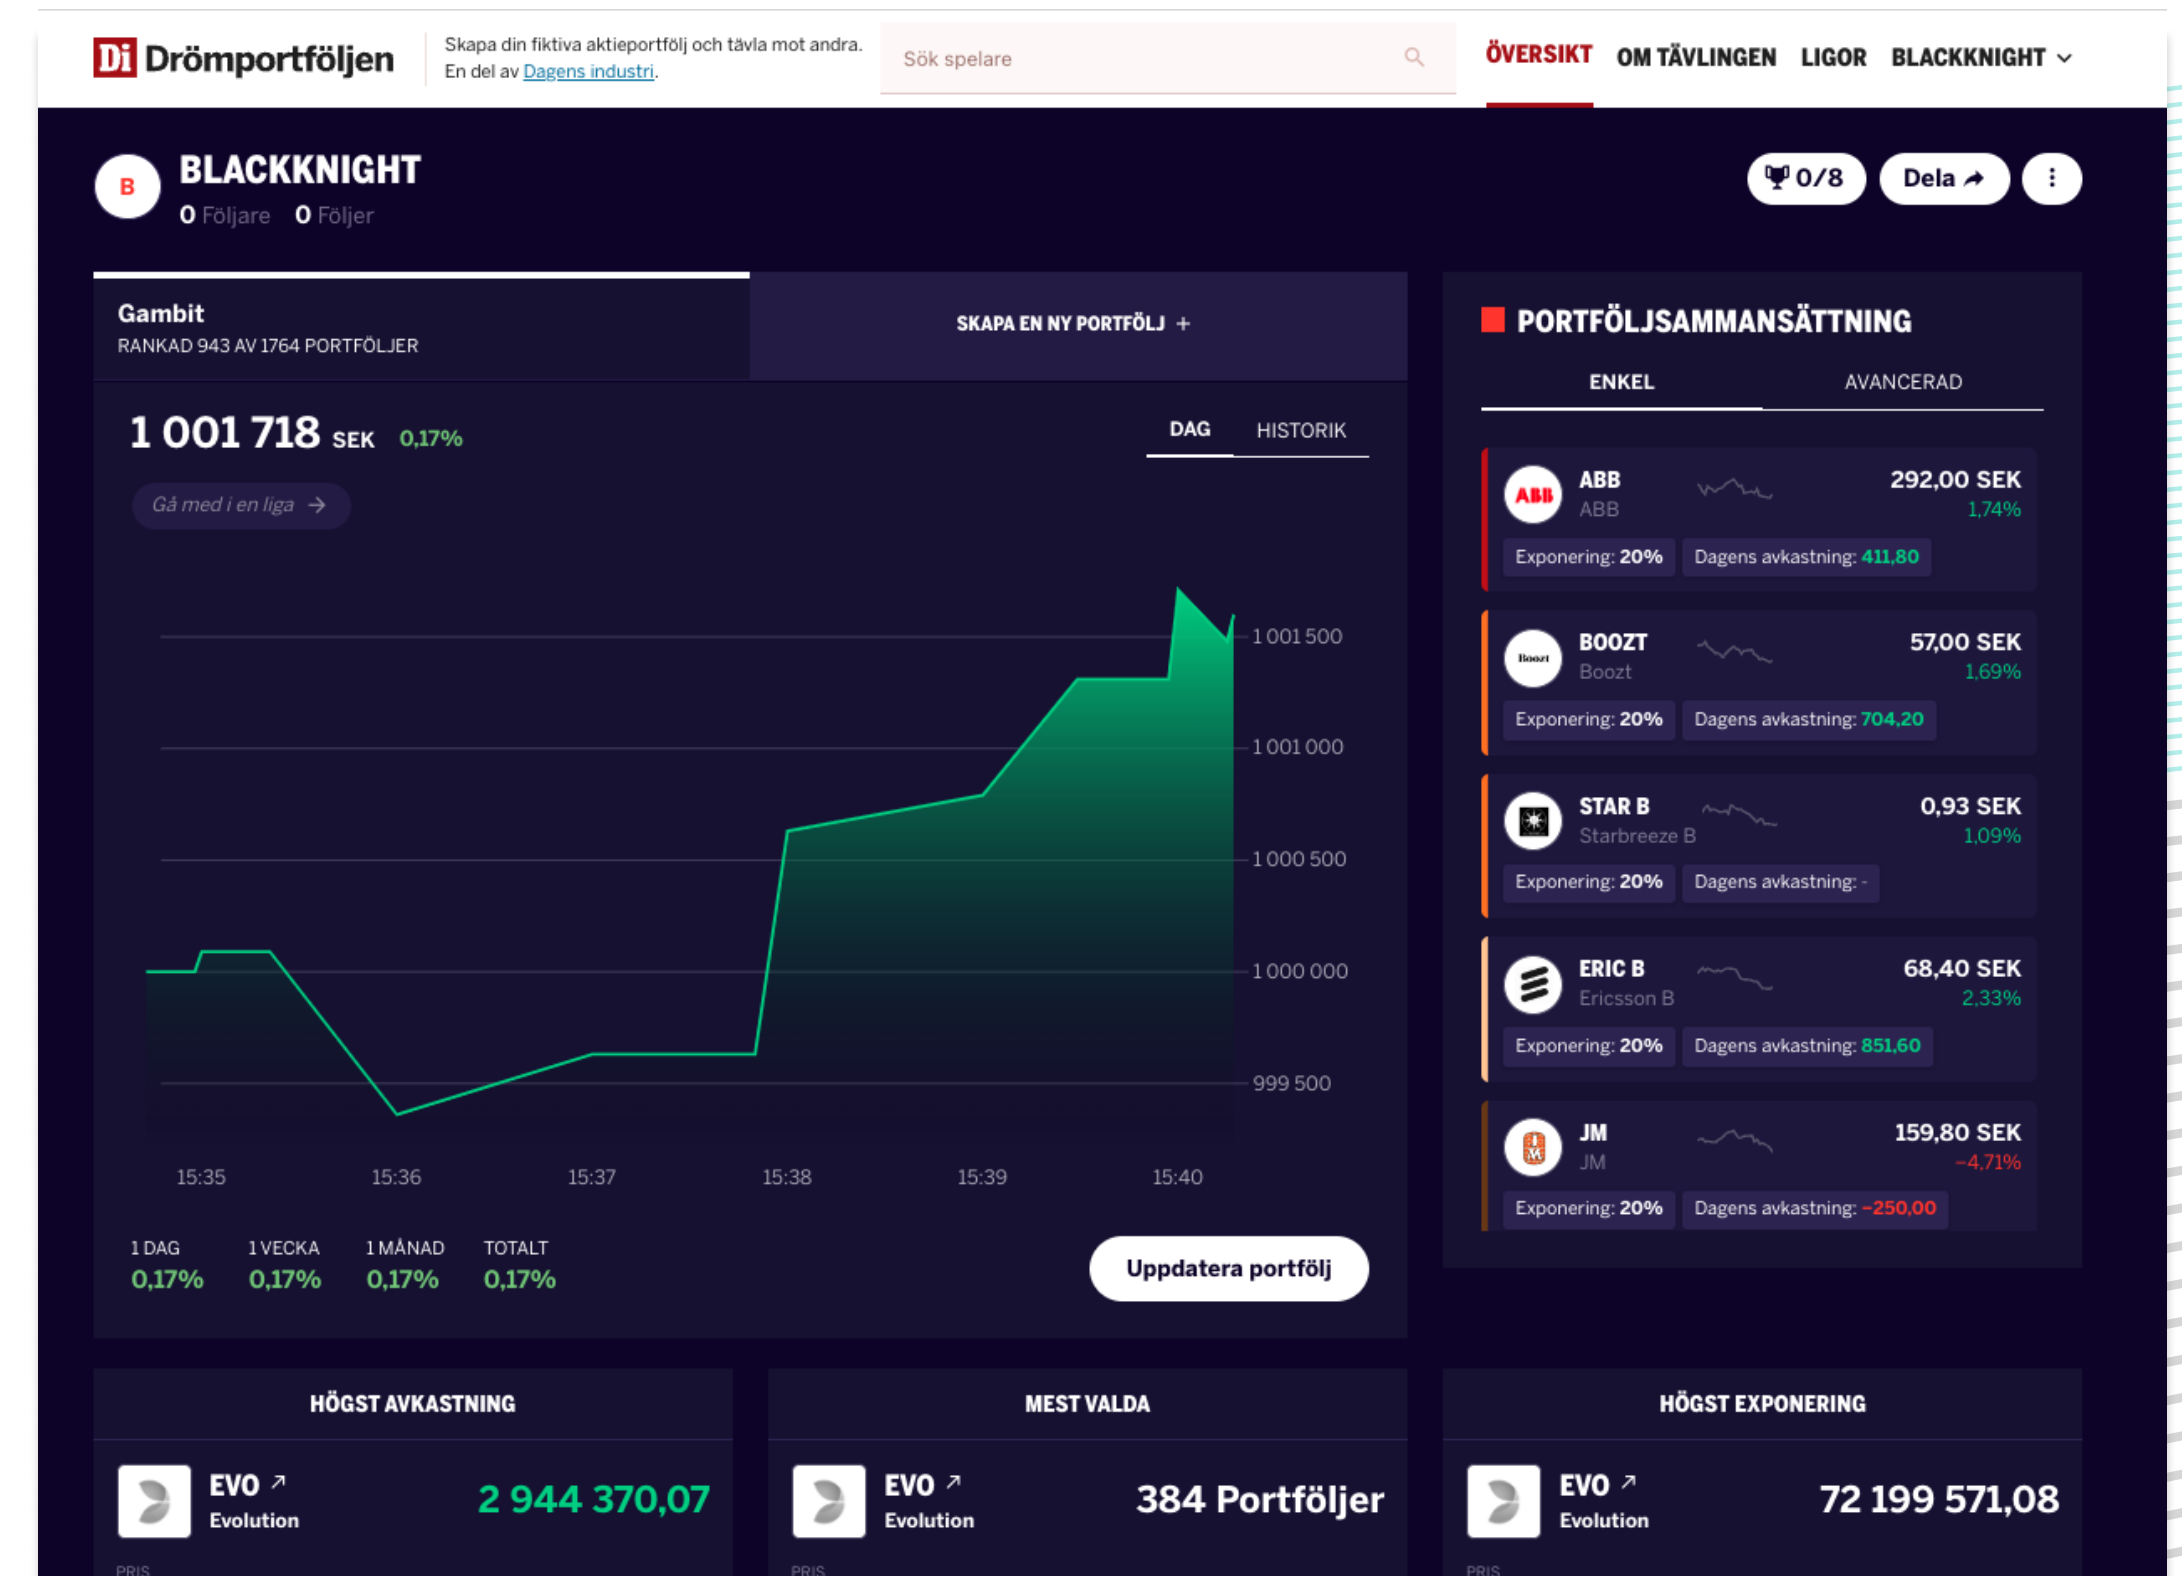 Di Drömportföljen
Skapa din fiktiva aktieportfölj och tävla mot andra.
En del av Dagens industri.
Sök spelare
ÖVERSIKT
OM TÄVLINGEN
LIGOR
BLACKKNIGHT
B
BLACKKNIGHT
0 Följare 0 Följer
0/8
Dela
Gambit
RANKAD 943 AV 1764 PORTFÖLJER
SKAPA EN NY PORTFÖLJ +
1 001 718 SEK 0,17%
DAG
HISTORIK
Gå med i en liga →
1 001 500
1 001 000
1 000 500
1 000 000
999 500
15:35
15:36
15:37
15:38
15:39
15:40
1 DAG
1 VECKA
1 MÅNAD
TOTALT
0,17%
0,17%
0,17%
0,17%
Uppdatera portfölj
PORTFÖLJSAMMANSÄTTNING
ENKEL
AVANCERAD
ABB
ABB
292,00 SEK
ABB
1,74%
Exponering: 20%
Dagens avkastning: 411,80
Boozt
BOOZT
57,00 SEK
Boozt
1,69%
Exponering: 20%
Dagens avkastning: 704,20
STAR B
0,93 SEK
Starbreeze B
1,09%
Exponering: 20%
Dagens avkastning: -
ERIC B
68,40 SEK
Ericsson B
2,33%
Exponering: 20%
Dagens avkastning: 851,60
JM
JM
159,80 SEK
JM
−4,71%
Exponering: 20%
Dagens avkastning: −250,00
HÖGST AVKASTNING
EVO ↗
Evolution
2 944 370,07
PRIS
MEST VALDA
EVO ↗
Evolution
384 Portföljer
PRIS
HÖGST EXPONERING
EVO ↗
Evolution
72 199 571,08
PRIS